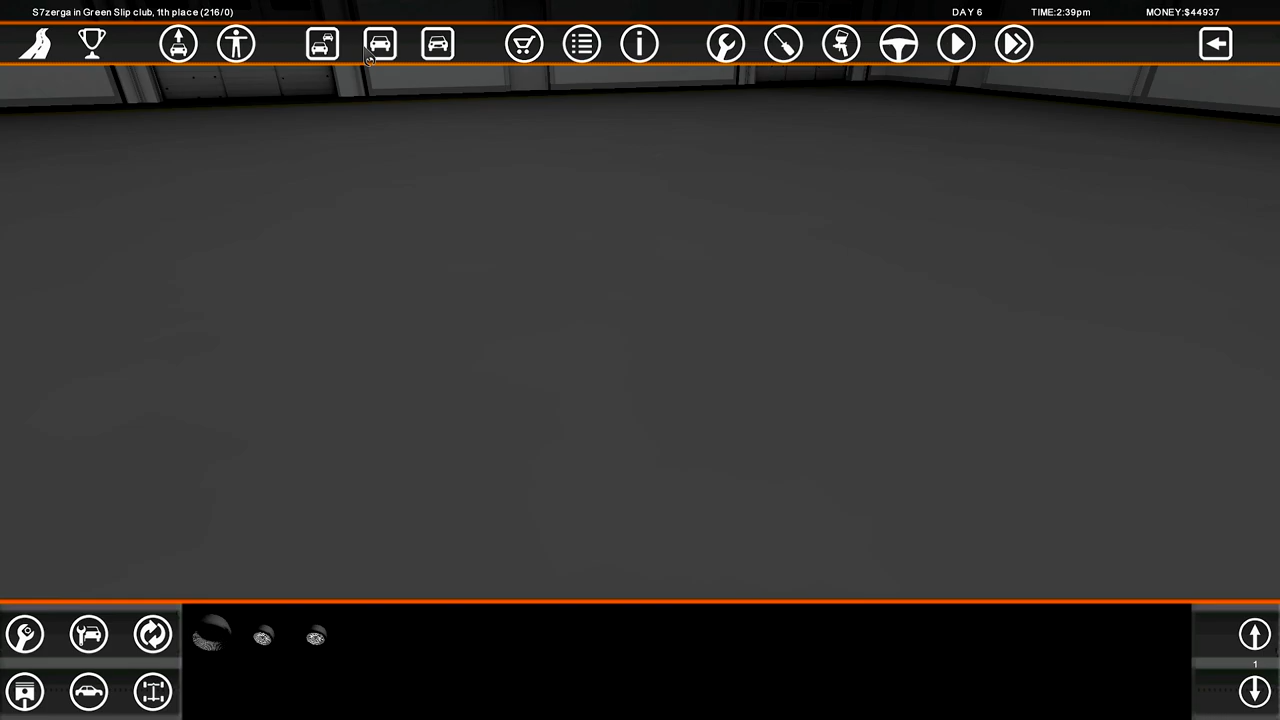 S7zerga in Green Slip club, 1th place (216/0)
DAY 6
TIME:2:39pm
MONEY:$44937
1